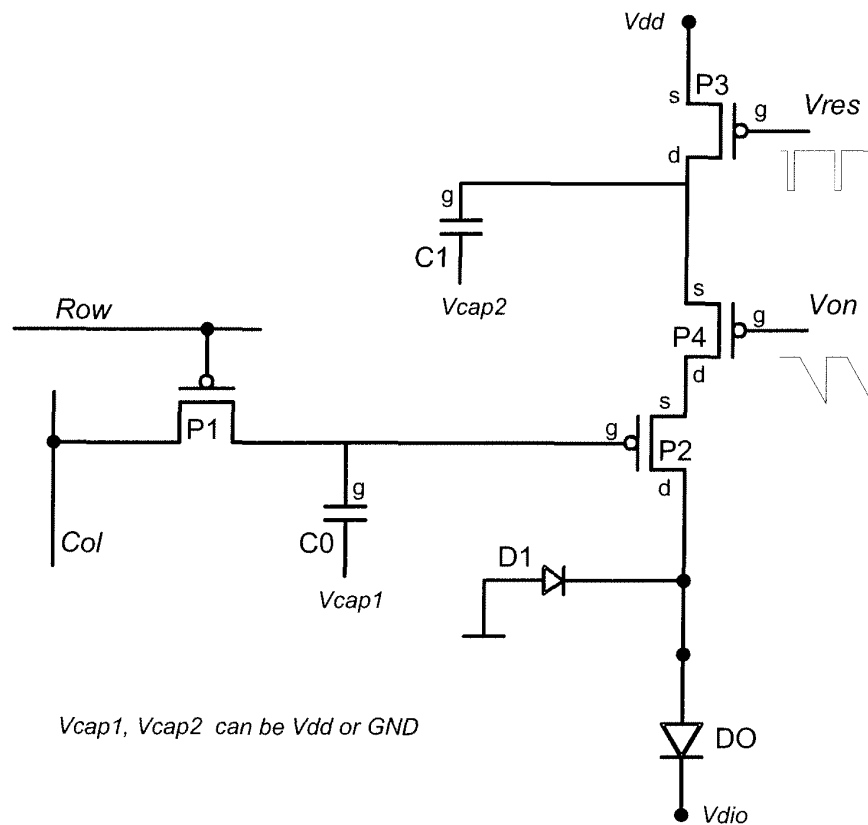 Vdd
P3
s
g
Vres
d
g
C1
Vcap2
s
Row
g
Von
P4
d
s
P1
g
P2
g
d
Col
C0
D1
Vcap1
Vcap1, Vcap2 can be Vdd or GND
DO
Vdio